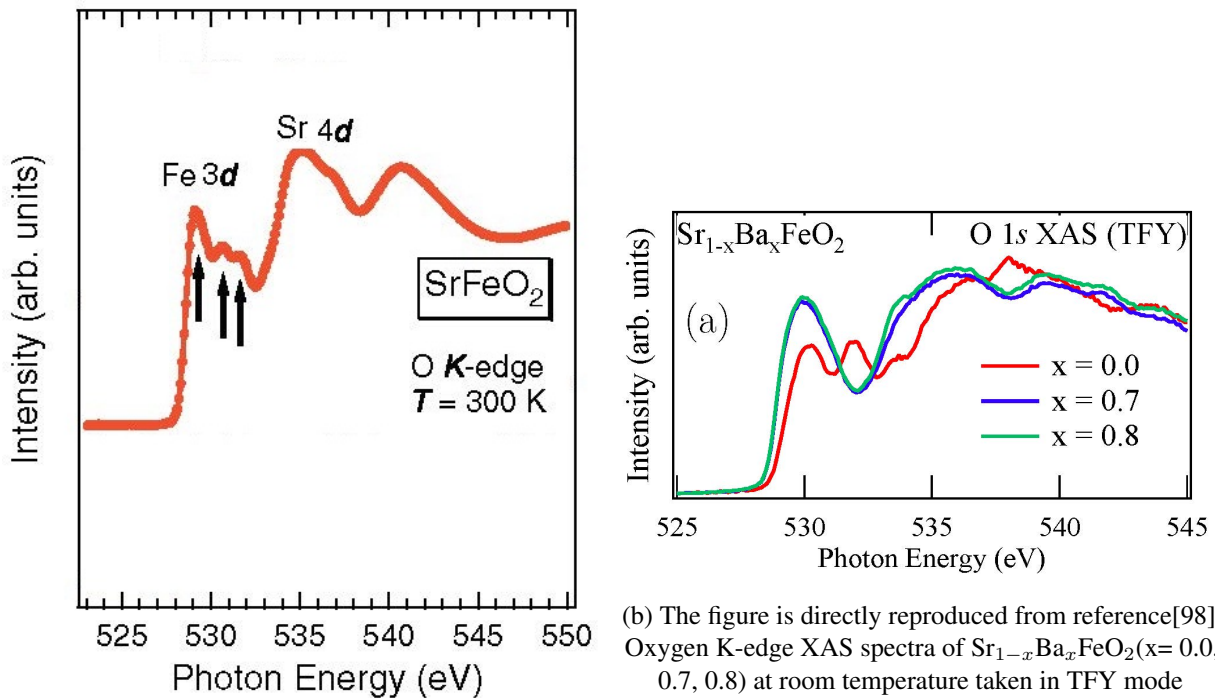 Sr 4d
Fe 3d
SrFeO₂
O K-edge
T = 300 K
Intensity (arb. units)
525 530 535 540 545 550
Photon Energy (eV)
Sr₁₋ₓBaₓFeO₂ O 1s XAS (TFY)
(a)
x = 0.0
x = 0.7
x = 0.8
Intensity (arb. units)
525 530 535 540 545
Photon Energy (eV)
(b) The figure is directly reproduced from reference[98]
Oxygen K-edge XAS spectra of Sr₁₋ₓBaₓFeO₂(x= 0.0,
0.7, 0.8) at room temperature taken in TFY mode